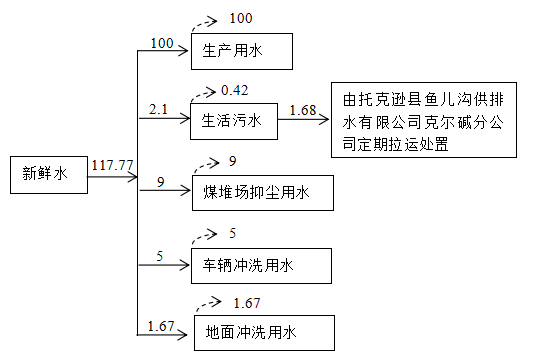 100
100
生产用水
0.42
2.1
生活污水
1.68
由托克逊县鱼儿沟供排
水有限公司克尔碱分公
司定期拉运处置
新鲜水
117.77
9
9
煤堆场抑尘用水
5
5
车辆冲洗用水
1.67
1.67
地面冲洗用水